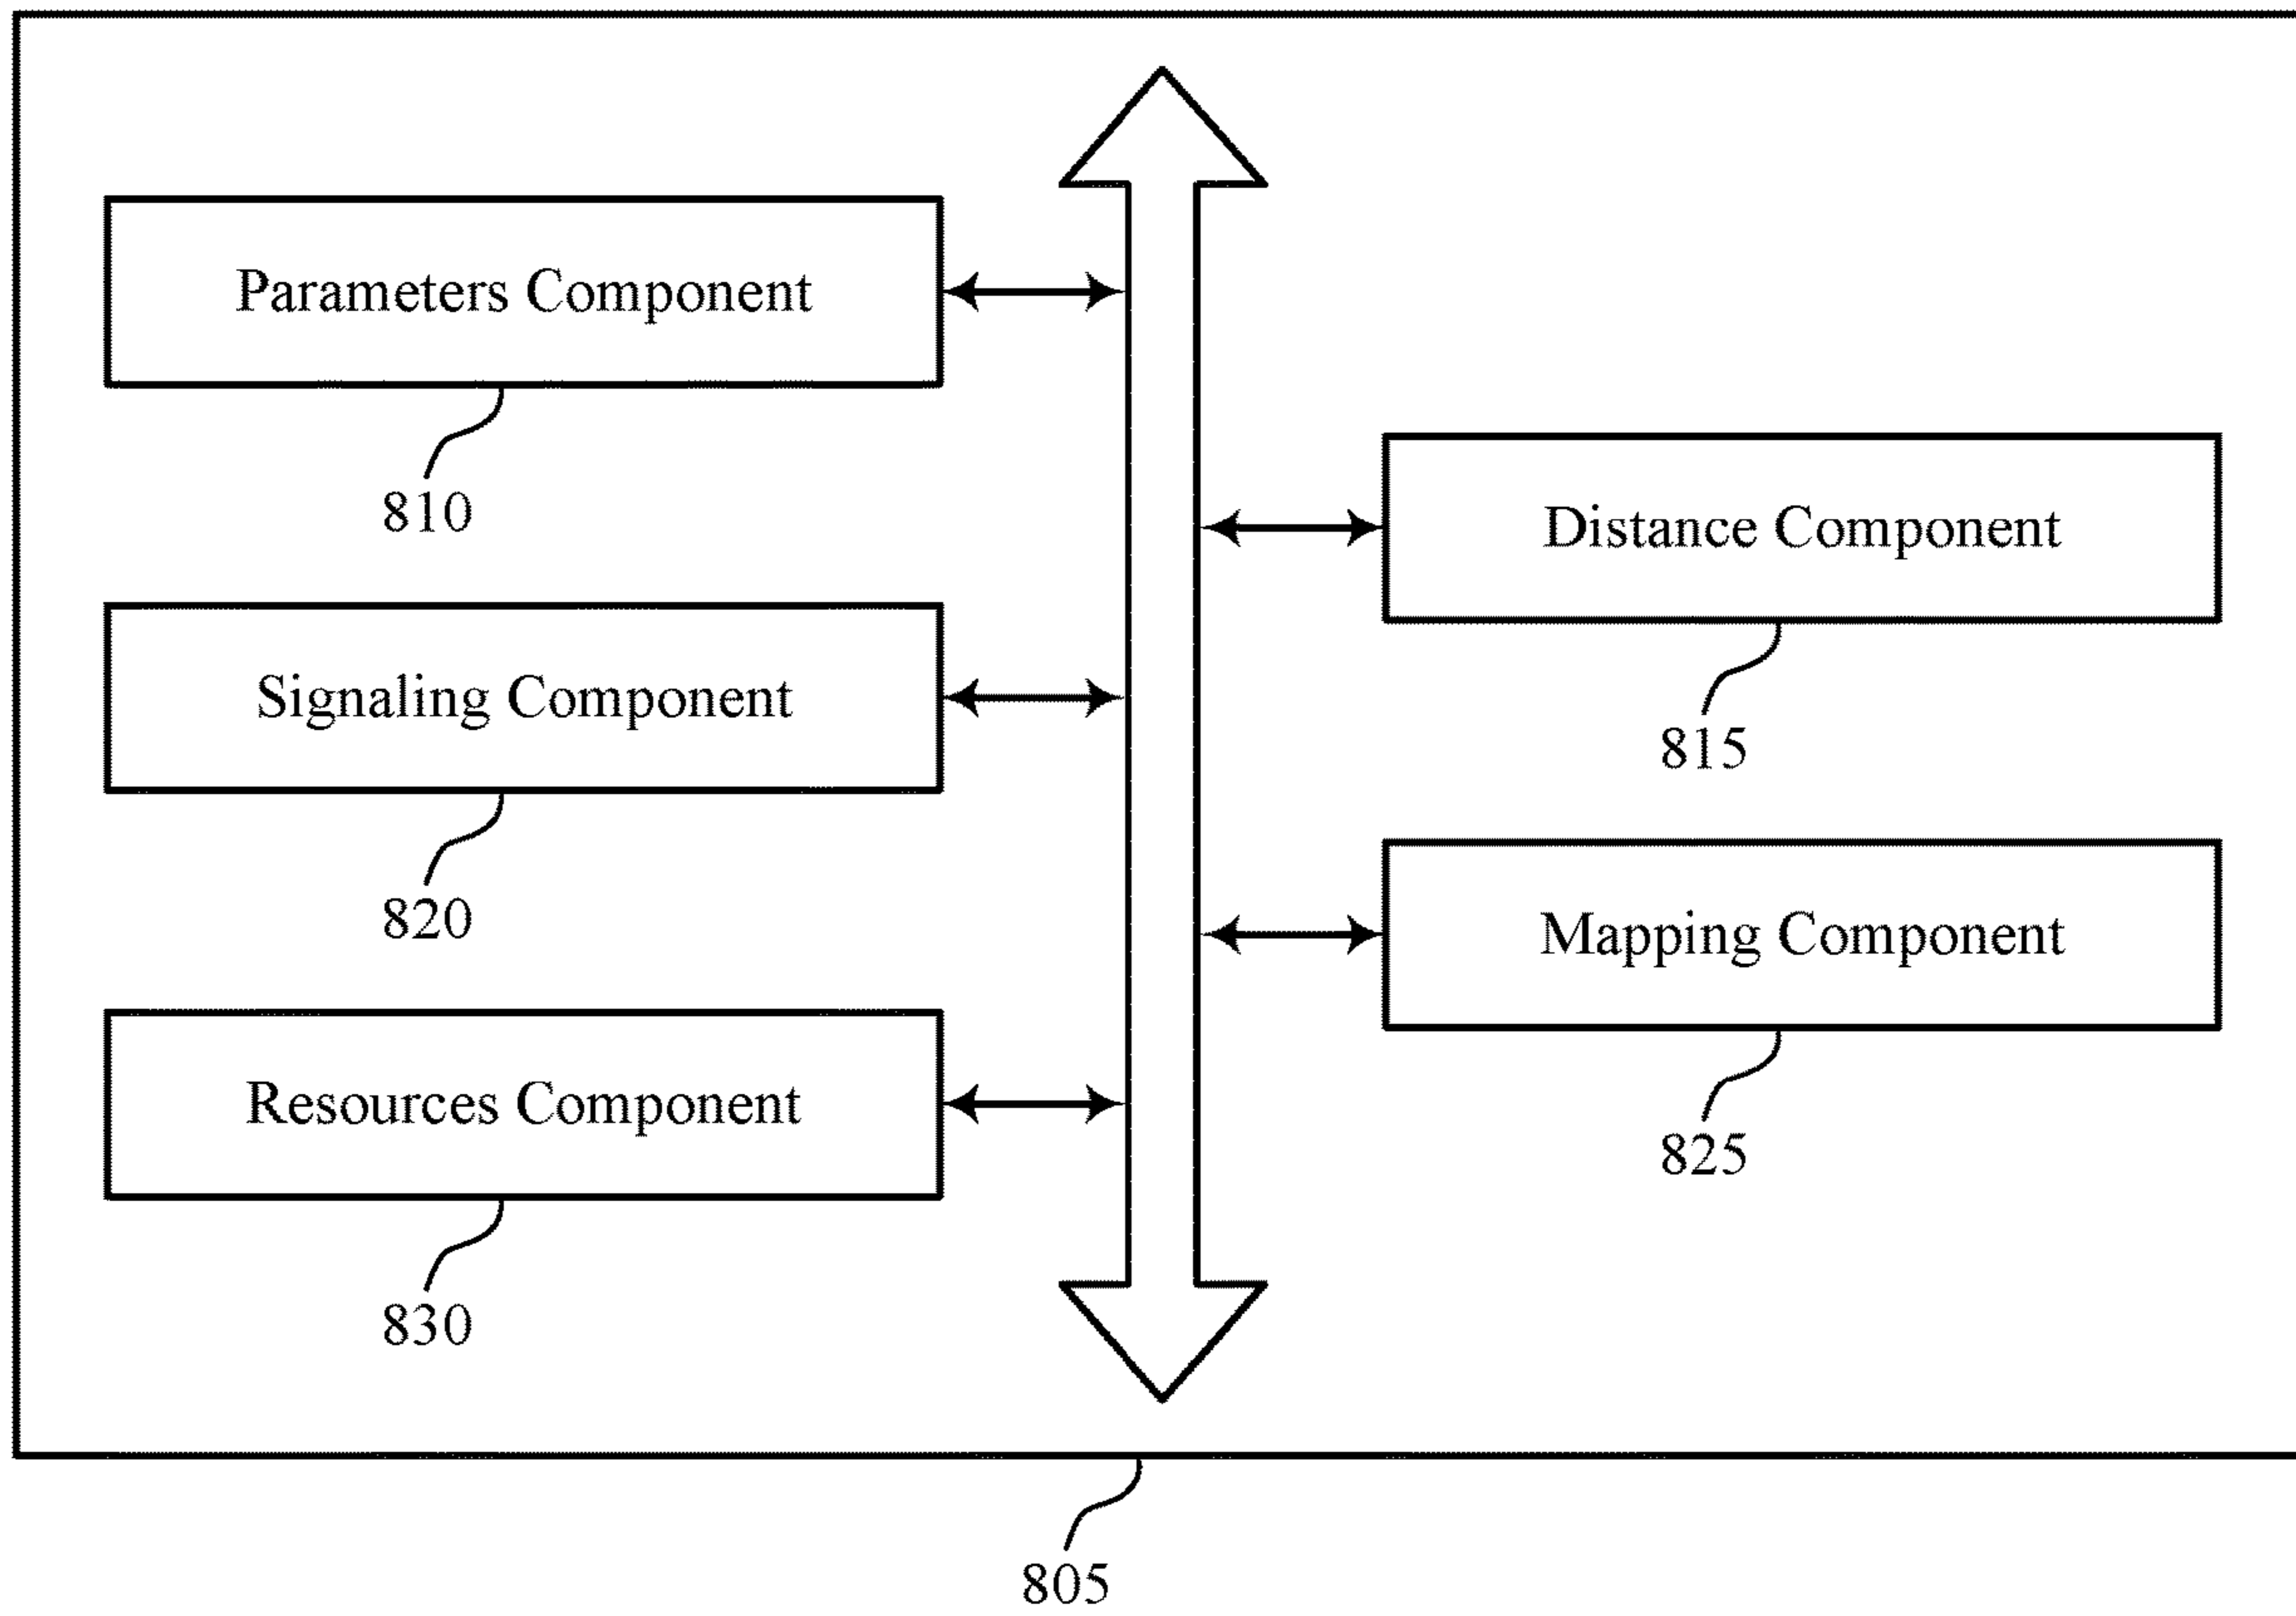 Parameters Component
810
Distance Component
815
Signaling Component
820
Mapping Component
825
Resources Component
830
805